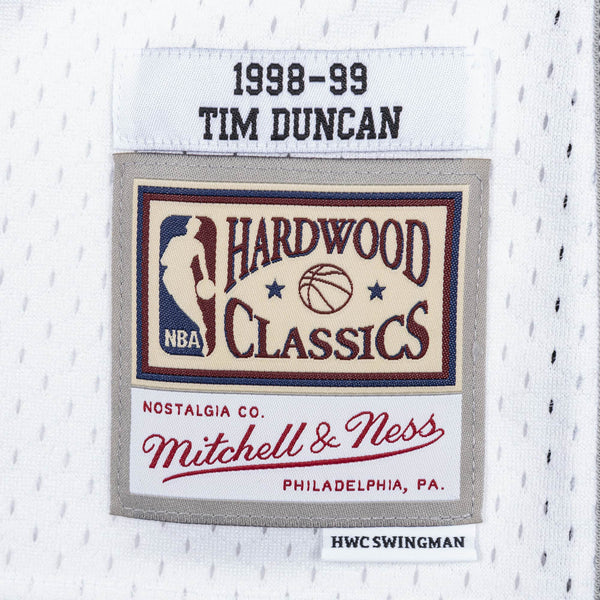 1998-99
TIM DUNCAN
HARDWOOD
CLASSICS
NBA
NOSTALGIA CO.
Mitchell & Ness
PHILADELPHIA, PA.
HWC SWINGMAN